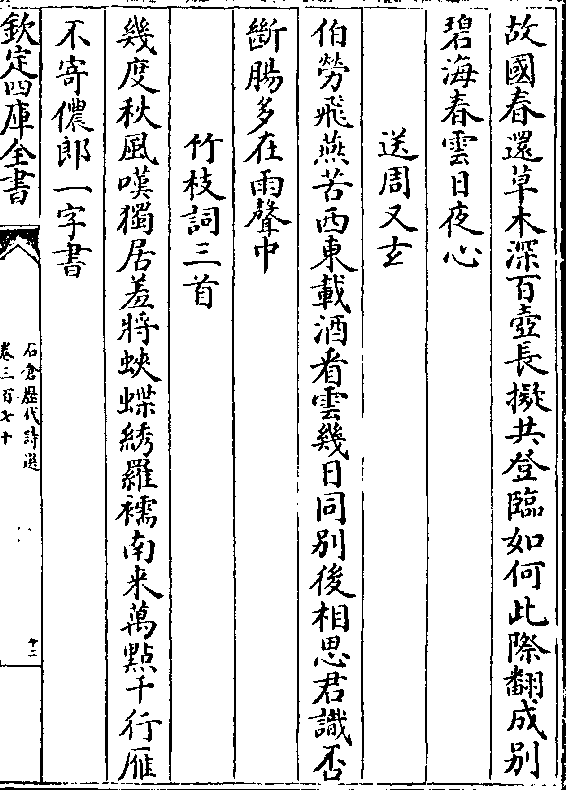 故國春還草木深百壺長擬共登臨如何此際翻成别
碧海春雲日夜心
送周又玄
伯勞飛燕苦西東載酒看雲幾日同别後相思君識否
斷腸多在雨聲中
竹枝詞三首
幾度秋風嘆獨居羞將蛺蝶綉羅襦南来萬點千行雁
不寄儂郎一字書
欽定四庫全書
石倉歷代詩選
卷三百七十
十二